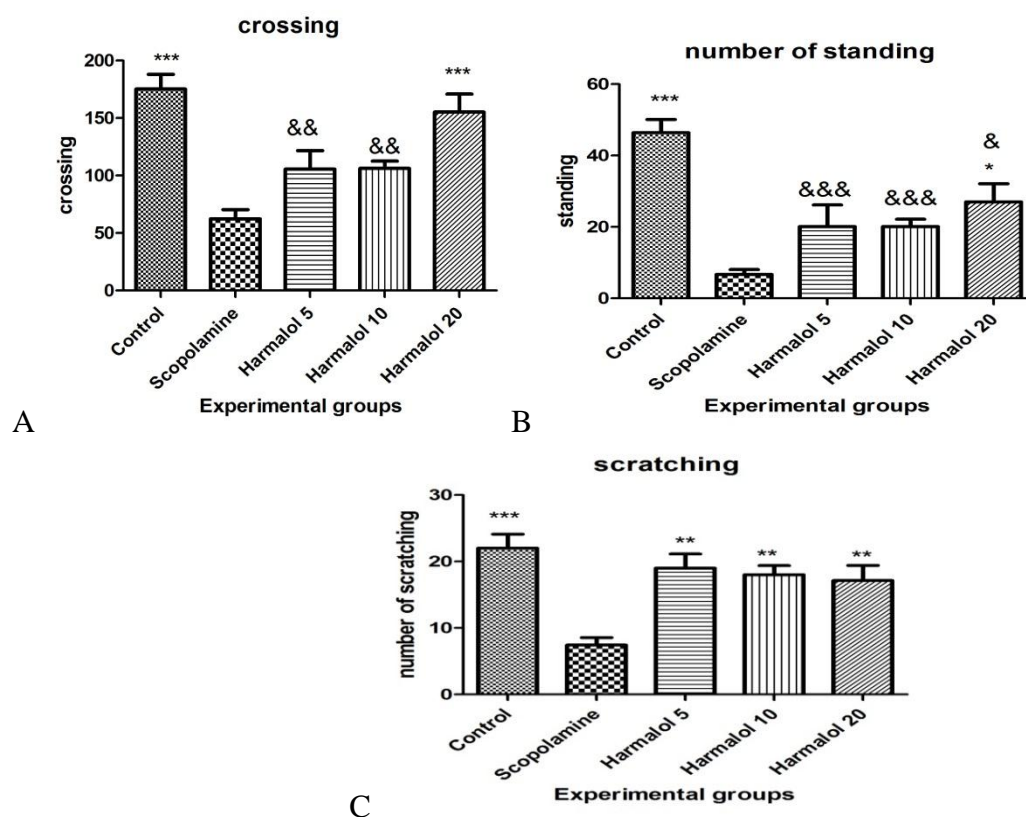 crossing
200
150
100
50
0
crossing
***
&&
&&
***
Control
Scopolamine
Harmalol 5
Harmalol 10
Harmalol 20
Experimental groups
A
number of standing
60
40
20
0
standing
***
&&&
&&&
&
*
Control
Scopolamine
Harmalol 5
Harmalol 10
Harmalol 20
Experimental groups
B
scratching
30
20
10
0
number of scratching
***
**
**
**
Control
Scopolamine
Harmalol 5
Harmalol 10
Harmalol 20
Experimental groups
C